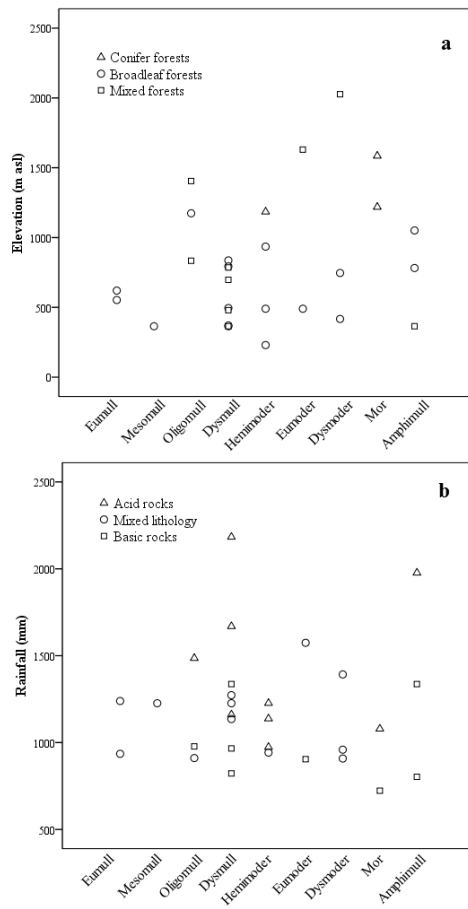 2500
a
Conifer forests
Broadleaf forests
Mixed forests
2000
1500
1000
500
0
Elevation (m asl)
Eumull
Mesomull
Oligomull
Dysmull
Hemimoder
Eumoder
Dysmoder
Mor
Amphimull
2500
b
Acid rocks
Mixed lithology
Basic rocks
2000
1500
1000
500
Rainfall (mm)
Eumull
Mesomull
Oligomull
Dysmull
Hemimoder
Eumoder
Dysmoder
Mor
Amphimull